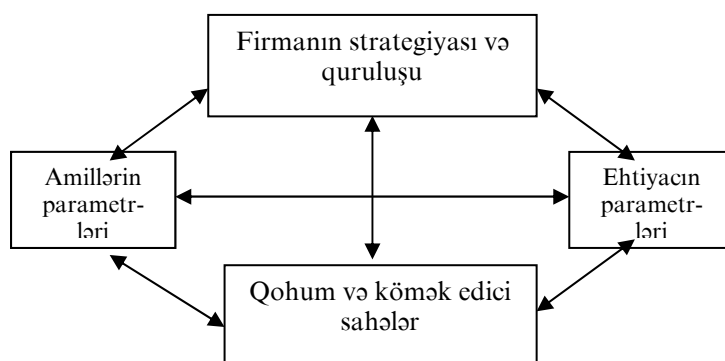 Firmanın strategiyası və
quruluşu
Amillərin
parametr-
ləri
Ehtiyacın
parametr-
ləri
Qohum və kömək edici
sahələr